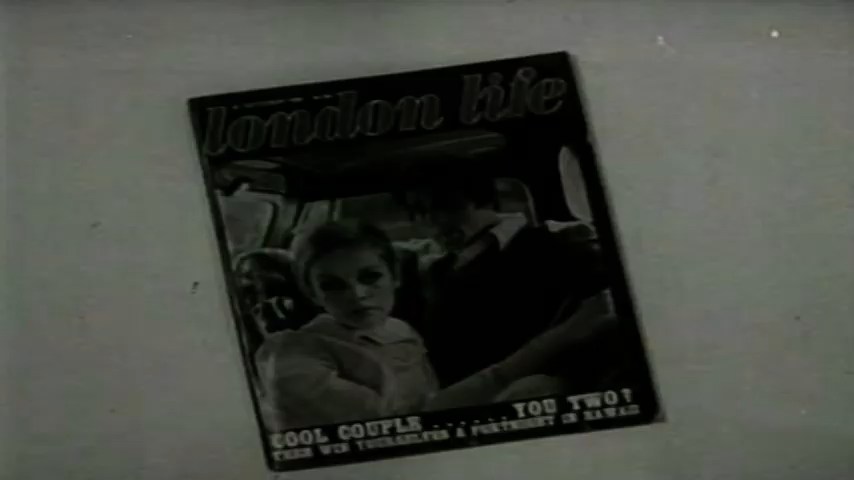 london life
COOL COUPLE ...... YOU TWO?
THEN WIN YOURSELVES A FORTNIGHT IN HAWAII